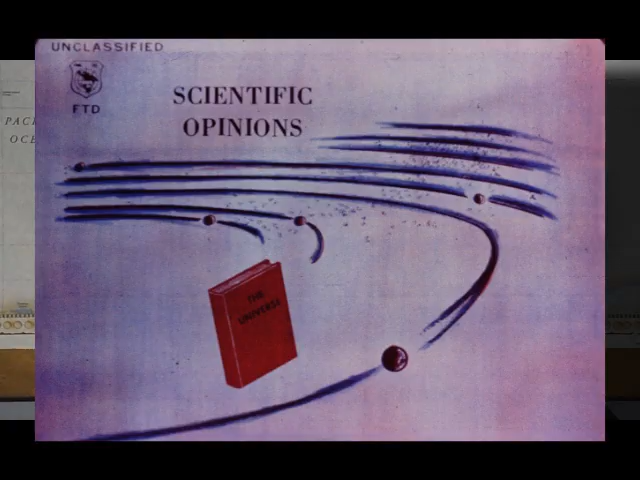 UNCLASSIFIED
FTD
SCIENTIFIC
OPINIONS
THE
UNIVERSE